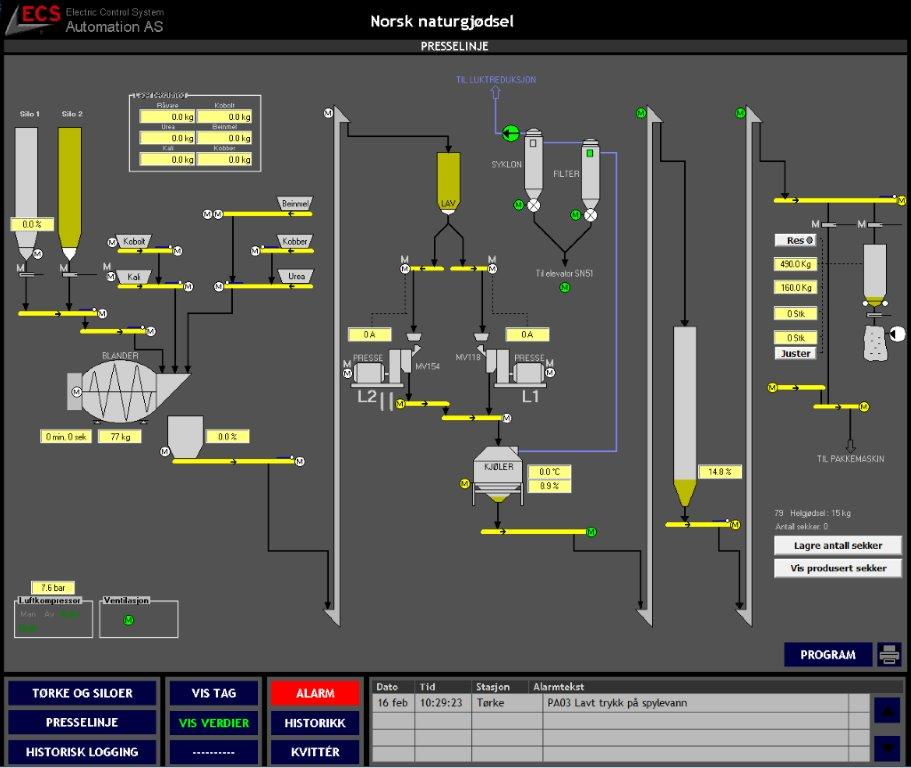 ECS Electric Control System
Automation AS
Norsk naturgjødsel
PRESSELINJE
TIL LUKTREDUKSJON
Silo 1 Silo 2
Råvare Kobolt
0.0 kg 0.0 kg
Urea Beinmel
0.0 kg 0.0 kg
Kali Kobber
0.0 kg 0.0 kg
SYKLON
FILTER
LAV
0.0 %
Beinmel
Kobolt
Kobber
Kali
Urea
Til elevator SN51
Res 0
490.0 Kg
160.0 Kg
0 Stk
0 Stk
Juster
0 A 0 A
BLANDER
PRESSE MV154 MV118 PRESSE
L2 L1
0 min. 0 sek 77 kg 0.0 %
KJØLER
0.0 °C
8.9 %
14.8 %
TIL PAKKEMASKIN
79 Helgjødsel : 15 kg
Antall sekker: 0
Lagre antall sekker
Vis produsert sekker
7.6 bar
Luftkompressor Ventilasjon
Man Av
PROGRAM
TØRKE OG SILOER VIS TAG ALARM
PRESSELINJE VIS VERDIER HISTORIKK
HISTORISK LOGGING ---------- KVITTÉR
Dato Tid Stasjon Alarmtekst
16 feb 10:29:23 Tørke PA03 Lavt trykk på spylevann